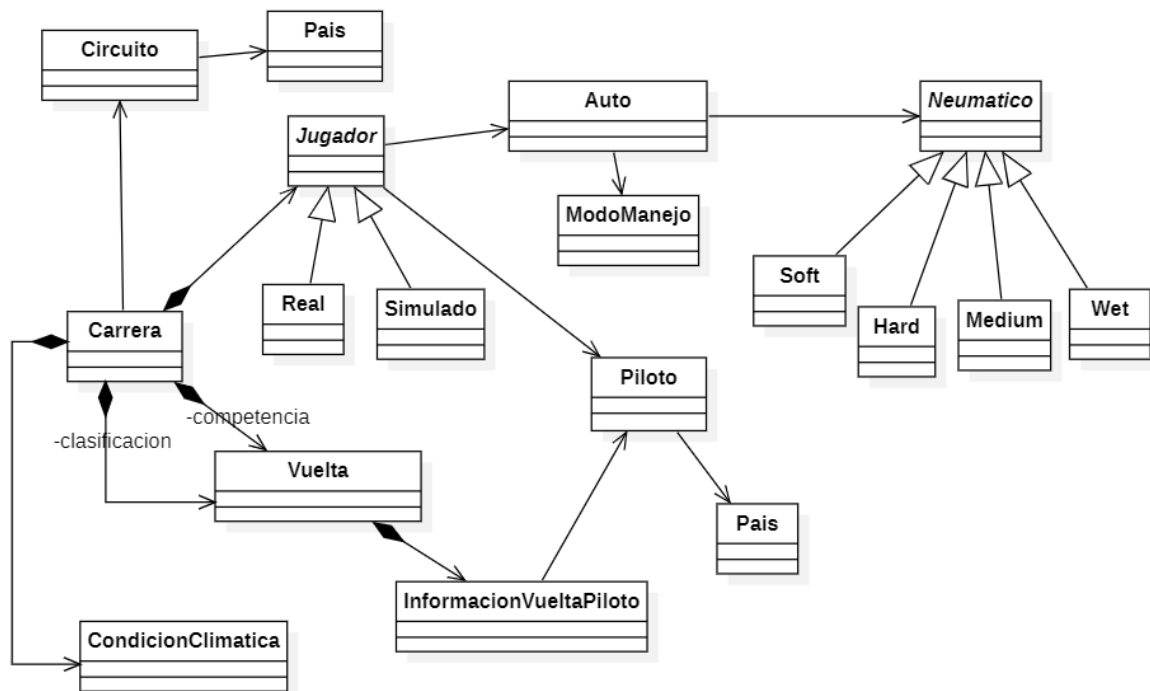 Pais
Circuito
Auto
Neumatico
Jugador
ModoManejo
Soft
Real
Simulado
Wet
Hard
Medium
Carrera
Piloto
-competencia
-clasificacion
Vuelta
Pais
InformacionVueltaPiloto
CondicionClimatica